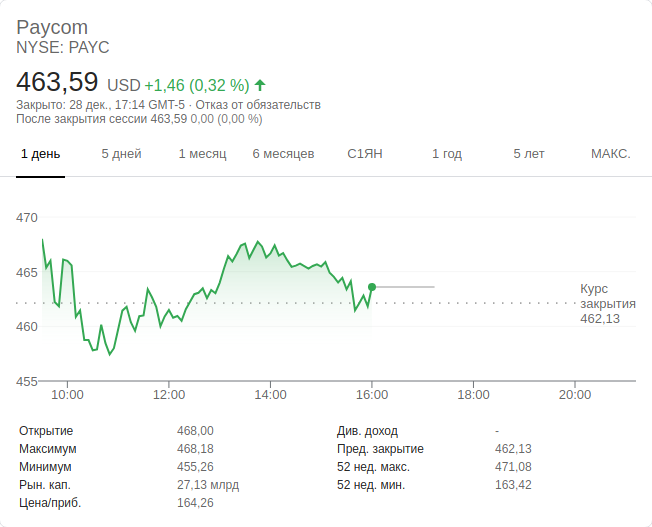 Paycom
NYSE: PAYC
463,59 USD +1,46 (0,32 %)
Закрыто: 28 дек., 17:14 GMT-5 · Отказ от обязательств
После закрытия сессии 463,59 0,00 (0,00 %)
1 день 5 дней 1 месяц 6 месяцев С1ЯН 1 год 5 лет МАКС.
470
465
460
455
Курс
закрытия
462,13
10:00 12:00 14:00 16:00 18:00 20:00
Открытие 468,00 Див. доход -
Максимум 468,18 Пред. закрытие 462,13
Минимум 455,26 52 нед. макс. 471,08
Рын. кап. 27,13 млрд 52 нед. мин. 163,42
Цена/приб. 164,26